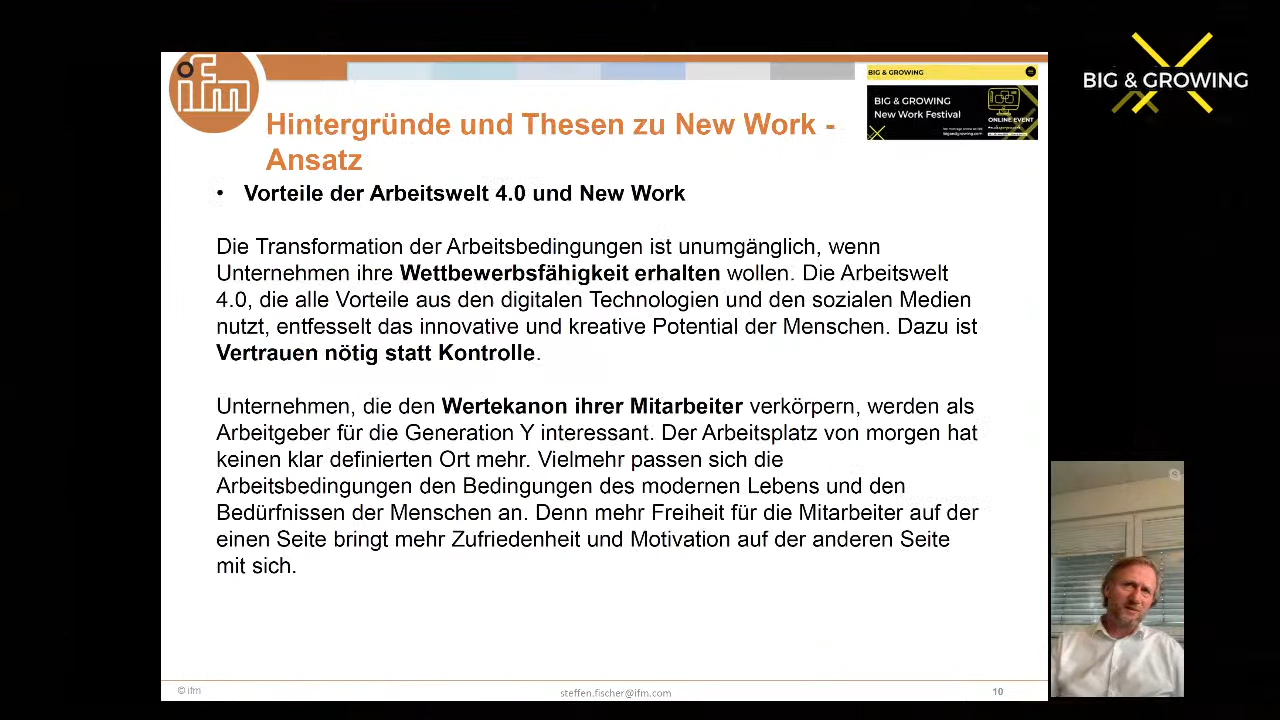 ifm
BIG & GROWING
BIG & GROWING
New Work Festival
ONLINE EVENT
BIG & GROWING
Hintergründe und Thesen zu New Work -
Ansatz
• Vorteile der Arbeitswelt 4.0 und New Work
Die Transformation der Arbeitsbedingungen ist unumgänglich, wenn
Unternehmen ihre Wettbewerbsfähigkeit erhalten wollen. Die Arbeitswelt
4.0, die alle Vorteile aus den digitalen Technologien und den sozialen Medien
nutzt, entfesselt das innovative und kreative Potential der Menschen. Dazu ist
Vertrauen nötig statt Kontrolle.
Unternehmen, die den Wertekanon ihrer Mitarbeiter verkörpern, werden als
Arbeitgeber für die Generation Y interessant. Der Arbeitsplatz von morgen hat
keinen klar definierten Ort mehr. Vielmehr passen sich die
Arbeitsbedingungen den Bedingungen des modernen Lebens und den
Bedürfnissen der Menschen an. Denn mehr Freiheit für die Mitarbeiter auf der
einen Seite bringt mehr Zufriedenheit und Motivation auf der anderen Seite
mit sich.
© ifm
steffen.fischer@ifm.com
10